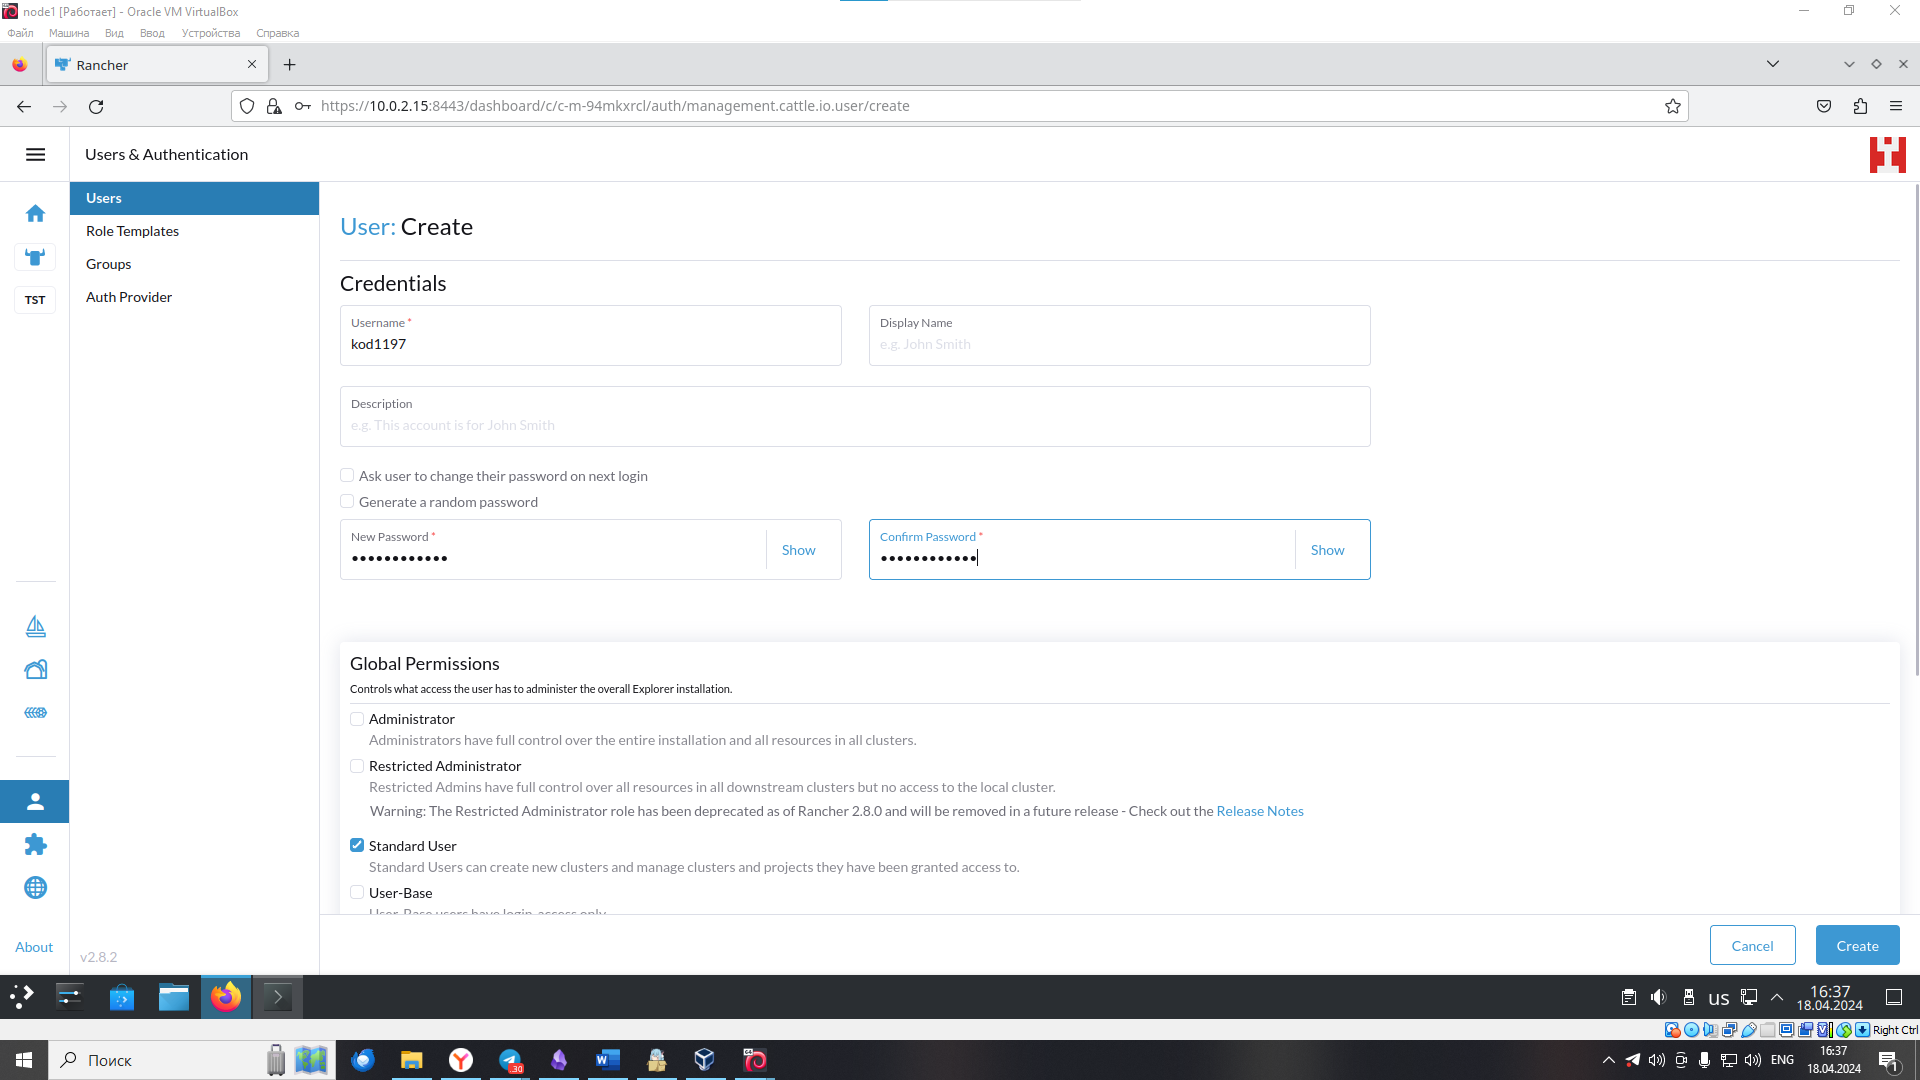 node1 [Работает] - Oracle VM VirtualBox
Файл Машина Вид Ввод Устройства Справка
Rancher
https://10.0.2.15:8443/dashboard/c/c-m-94mkxrcl/auth/management.cattle.io.user/create
Users & Authentication
Users
Role Templates
Groups
Auth Provider
TST
About
v2.8.2
User: Create
Credentials
Username *
kod1197
Display Name
e.g. John Smith
Description
e.g. This account is for John Smith
Ask user to change their password on next login
Generate a random password
New Password *
••••••••••••
Show
Confirm Password *
••••••••••••
Show
Global Permissions
Controls what access the user has to administer the overall Explorer installation.
Administrator
Administrators have full control over the entire installation and all resources in all clusters.
Restricted Administrator
Restricted Admins have full control over all resources in all downstream clusters but no access to the local cluster.
Warning: The Restricted Administrator role has been deprecated as of Rancher 2.8.0 and will be removed in a future release - Check out the Release Notes
Standard User
Standard Users can create new clusters and manage clusters and projects they have been granted access to.
User-Base
User-Base users have login-access only.
Cancel
Create
us
16:37
18.04.2024
Right Ctrl
Поиск
30
ENG
16:37
18.04.2024
1